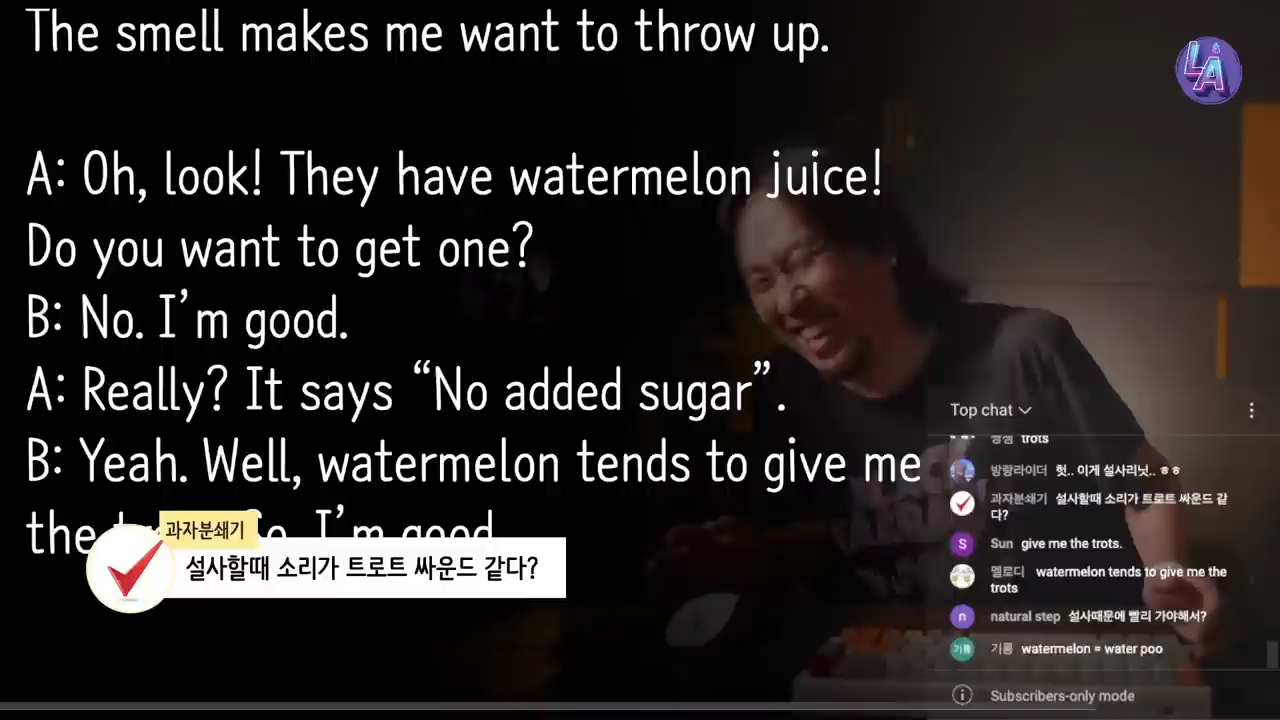 The smell makes me want to throw up.
LA
A: Oh, look! They have watermelon juice!
Do you want to get one?
B: No. I'm good.
A: Really? It says “No added sugar”.
B: Yeah. Well, watermelon tends to give me
the I'm good
과자분쇄기
설사할때 소리가 트로트 싸운드 같다?
Top chat
trots
방랑라이더 헛.. 이게 설사리닛.. ㅎㅎ
과자분쇄기 설사할때 소리가 트로트 싸운드 같
다?
S Sun give me the trots.
멜로디 watermelon tends to give me the
trots
n natural step 설사때문에 빨리 가야해서?
기룡 기룡 watermelon = water poo
Subscribers-only mode